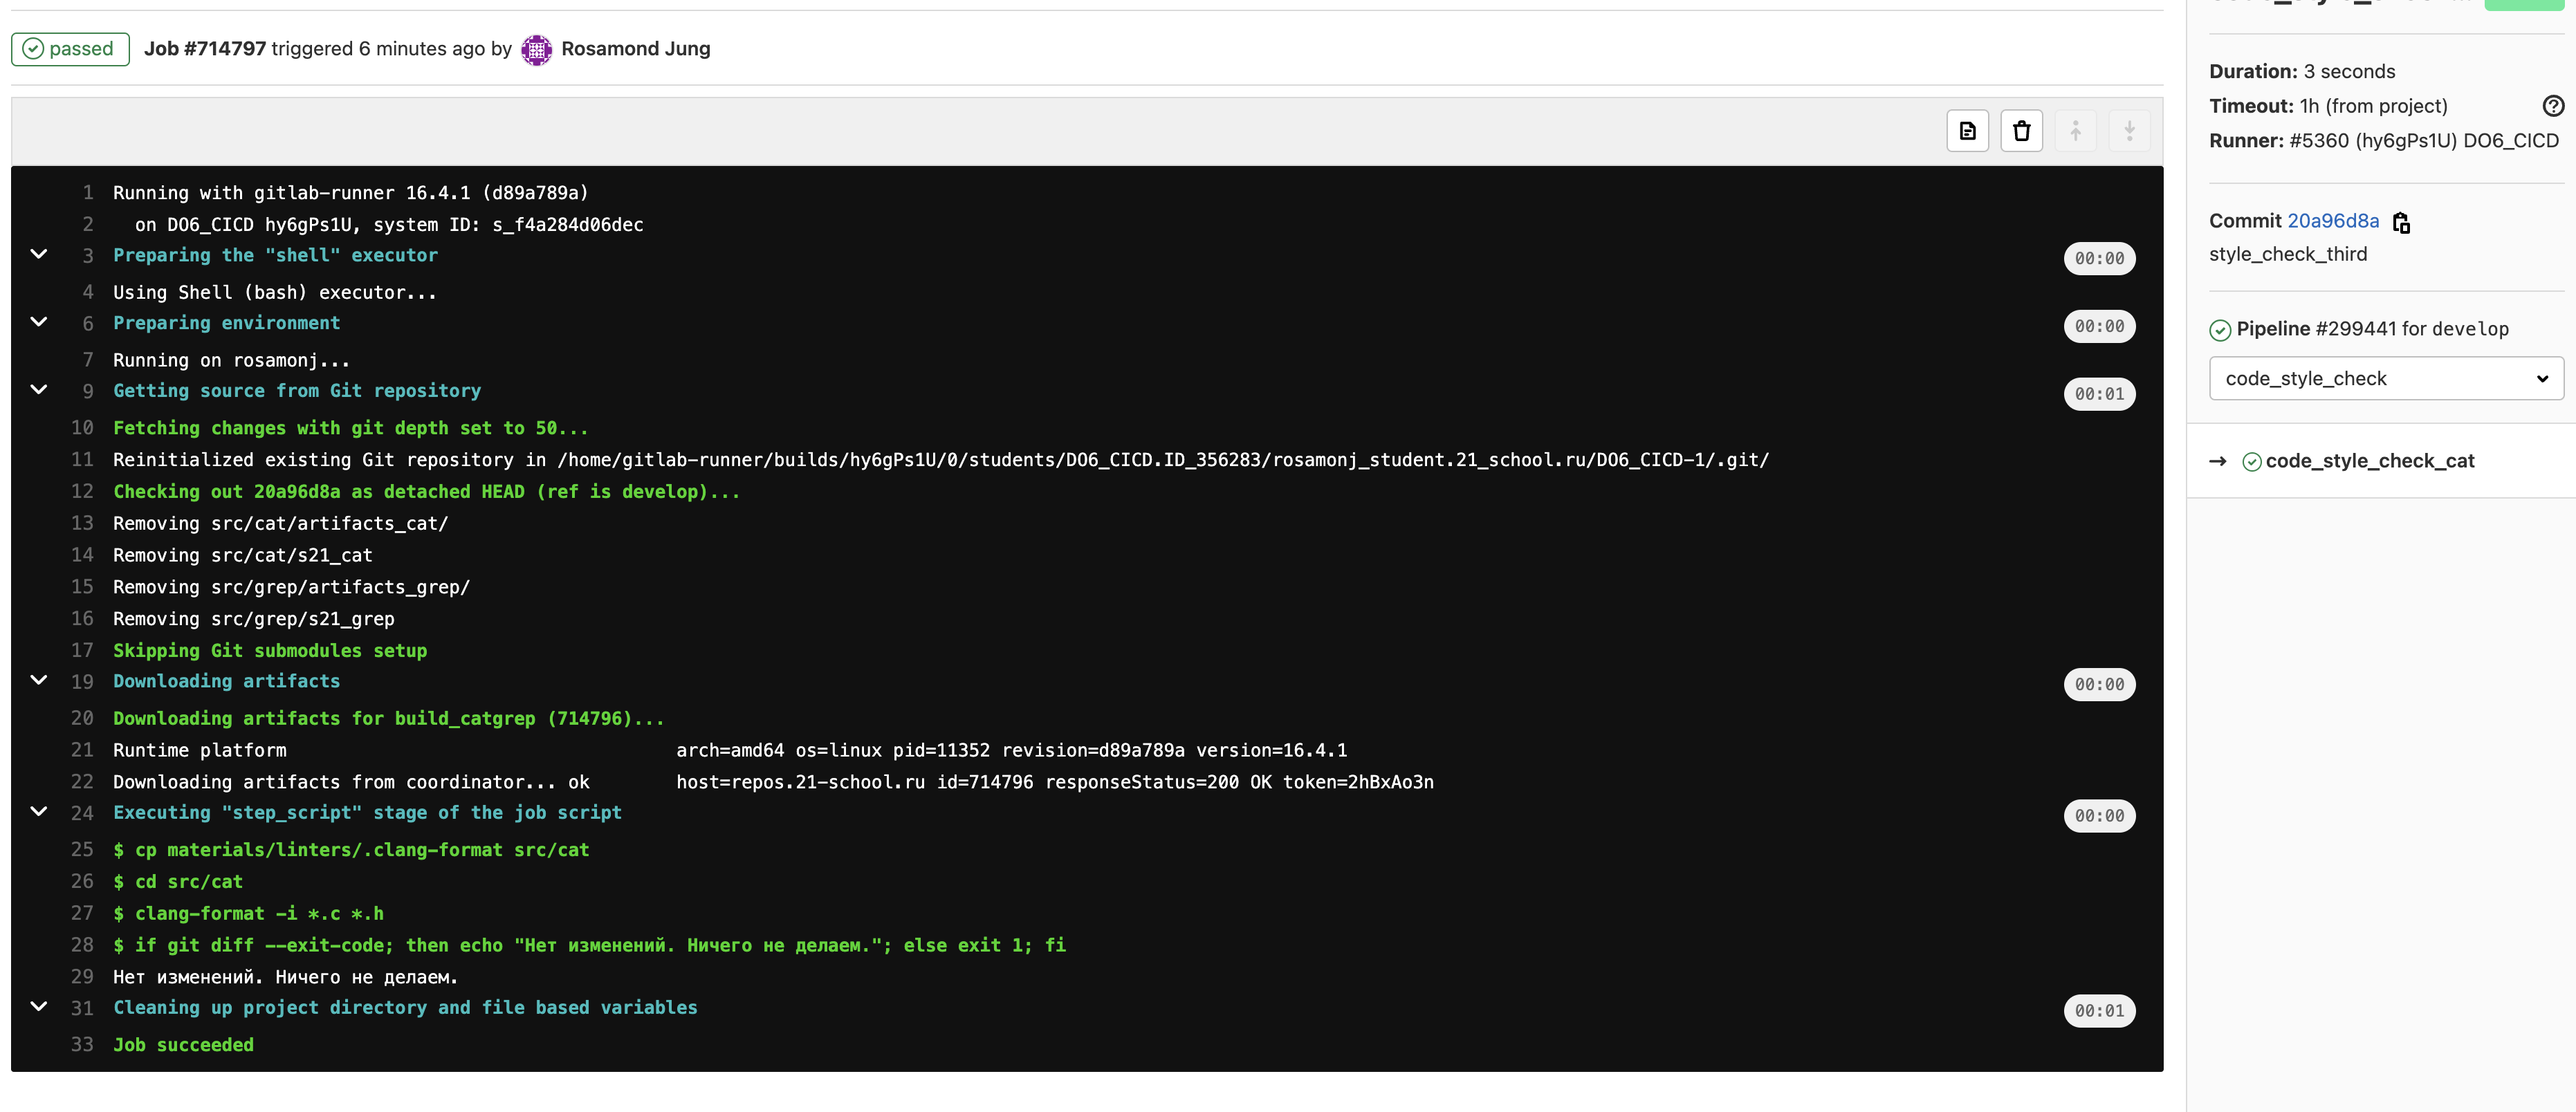 passed Job #714797 triggered 6 minutes ago by Rosamond Jung
1 Running with gitlab-runner 16.4.1 (d89a789a)
2 on DO6_CICD hy6gPs1U, system ID: s_f4a284d06dec
3 Preparing the "shell" executor 00:00
4 Using Shell (bash) executor...
6 Preparing environment 00:00
7 Running on rosamonj...
9 Getting source from Git repository 00:01
10 Fetching changes with git depth set to 50...
11 Reinitialized existing Git repository in /home/gitlab-runner/builds/hy6gPs1U/0/students/DO6_CICD.ID_356283/rosamonj_student.21_school.ru/DO6_CICD-1/.git/
12 Checking out 20a96d8a as detached HEAD (ref is develop)...
13 Removing src/cat/artifacts_cat/
14 Removing src/cat/s21_cat
15 Removing src/grep/artifacts_grep/
16 Removing src/grep/s21_grep
17 Skipping Git submodules setup
19 Downloading artifacts 00:00
20 Downloading artifacts for build_catgrep (714796)...
21 Runtime platform arch=amd64 os=linux pid=11352 revision=d89a789a version=16.4.1
22 Downloading artifacts from coordinator... ok host=repos.21-school.ru id=714796 responseStatus=200 OK token=2hBxAo3n
24 Executing "step_script" stage of the job script 00:00
25 $ cp materials/linters/.clang-format src/cat
26 $ cd src/cat
27 $ clang-format -i *.c *.h
28 $ if git diff --exit-code; then echo "Нет изменений. Ничего не делаем."; else exit 1; fi
29 Нет изменений. Ничего не делаем.
31 Cleaning up project directory and file based variables 00:01
33 Job succeeded
Duration: 3 seconds
Timeout: 1h (from project)
Runner: #5360 (hy6gPs1U) DO6_CICD
Commit 20a96d8a
style_check_third
Pipeline #299441 for develop
code_style_check
→ code_style_check_cat